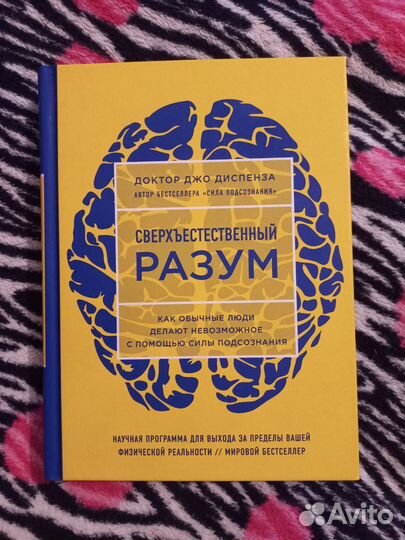 ДОКТОР ДЖО ДИСПЕНЗА
АВТОР БЕСТСЕЛЛЕРА «СИЛА ПОДСОЗНАНИЯ»
СВЕРХЪЕСТЕСТВЕННЫЙ
РАЗУМ
КАК ОБЫЧНЫЕ ЛЮДИ
ДЕЛАЮТ НЕВОЗМОЖНОЕ
С ПОМОЩЬЮ СИЛЫ ПОДСОЗНАНИЯ
НАУЧНАЯ ПРОГРАММА ДЛЯ ВЫХОДА ЗА ПРЕДЕЛЫ ВАШЕЙ
ФИЗИЧЕСКОЙ РЕАЛЬНОСТИ // МИРОВОЙ БЕСТСЕЛЛЕР
Avito